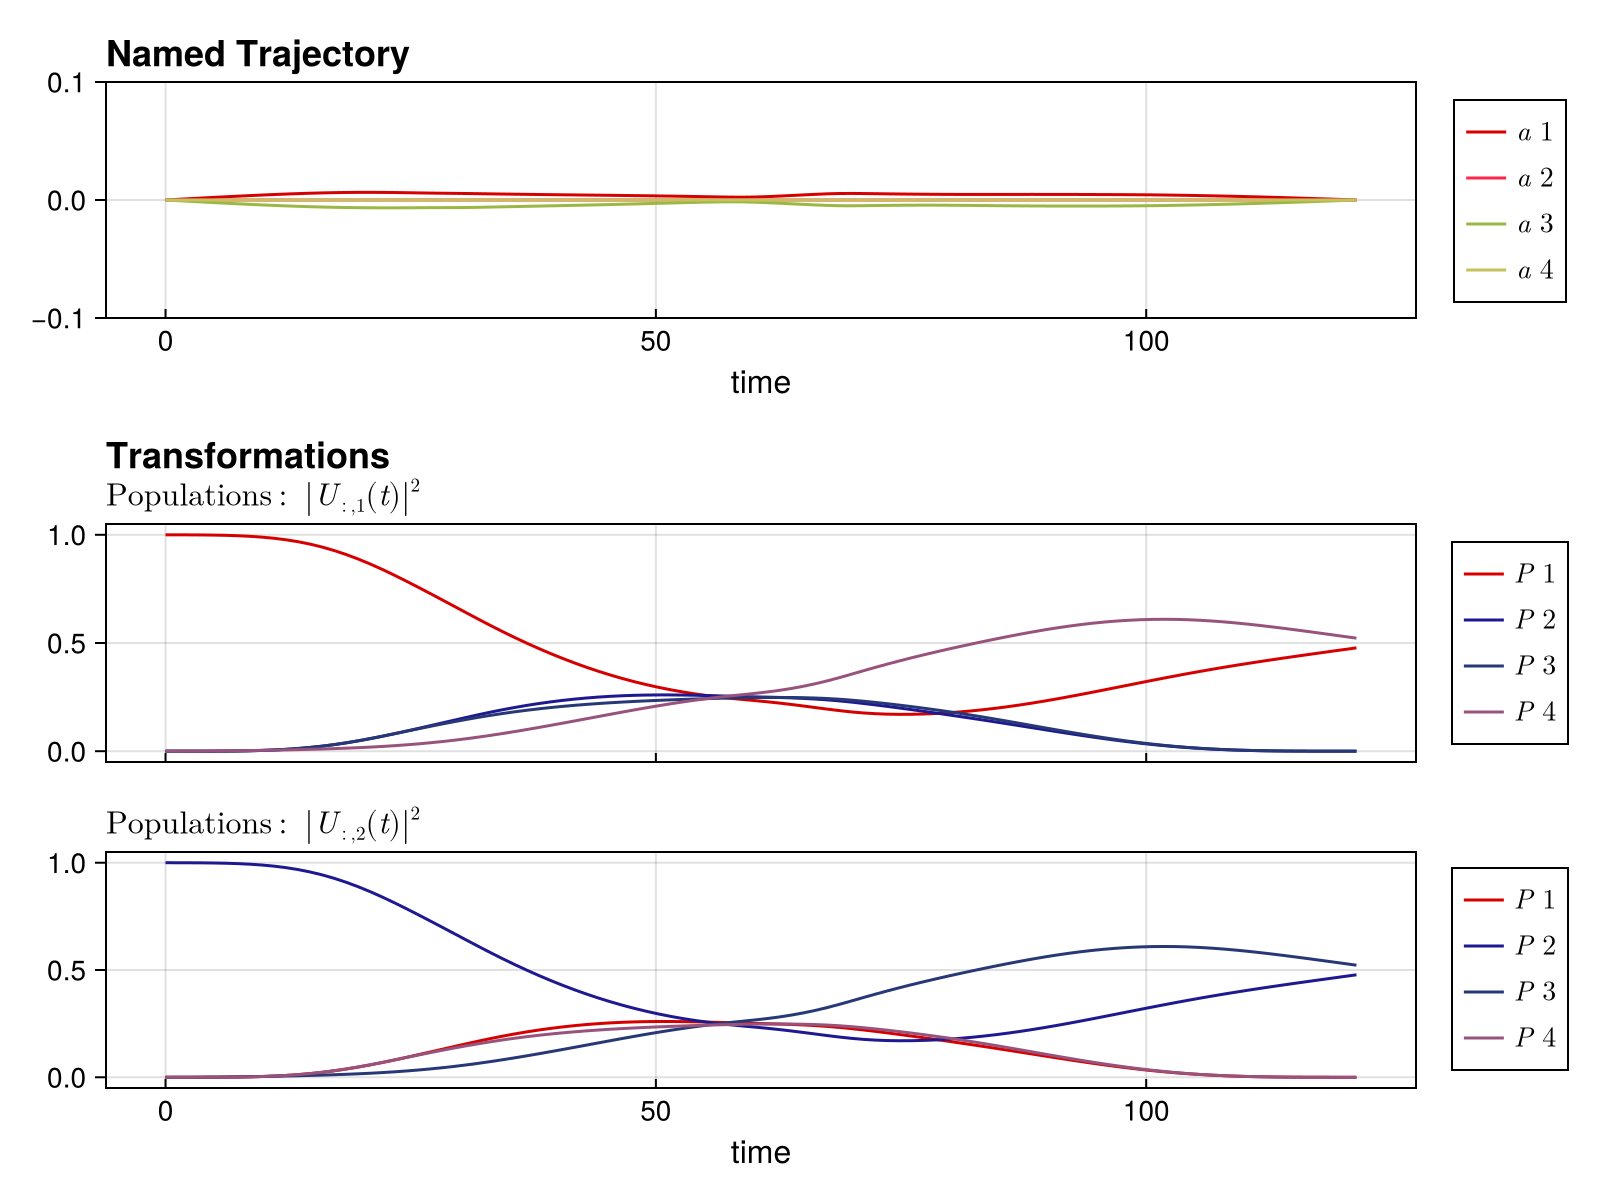 Named Trajectory
0.1
0.0
−0.1
0
50
100
time
a 1
a 2
a 3
a 4
Transformations
Populations: |U:,1(t)|²
1.0
0.5
0.0
P 1
P 2
P 3
P 4
Populations: |U:,2(t)|²
1.0
0.5
0.0
0
50
100
time
P 1
P 2
P 3
P 4